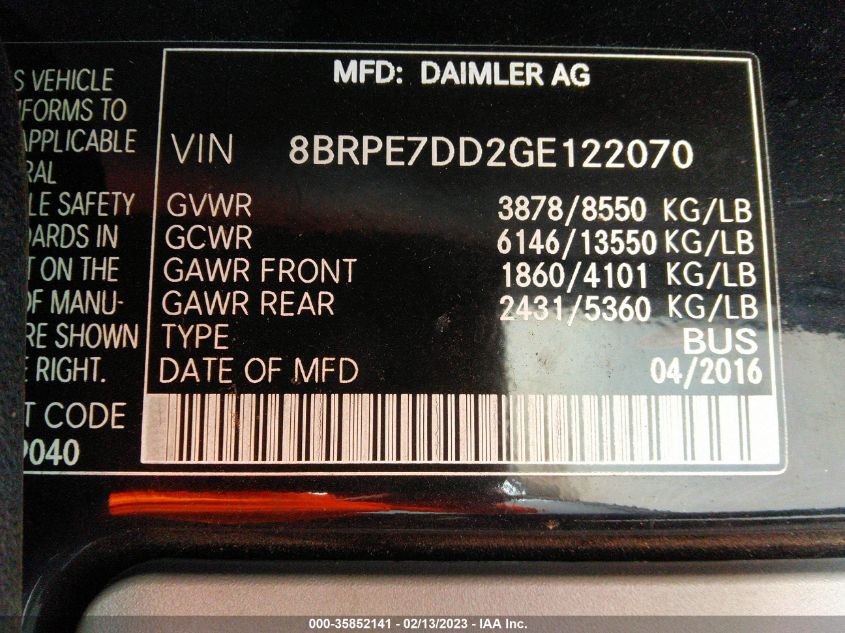 S VEHICLE
FORMS TO
APPLICABLE
RAL
LE SAFETY
DARDS IN
T ON THE
OF MANU-
RE SHOWN
E RIGHT.
T CODE
9040
MFD: DAIMLER AG
VIN 8BRPE7DD2GE122070
GVWR 3878/8550 KG/LB
GCWR 6146/13550 KG/LB
GAWR FRONT 1860/4101 KG/LB
GAWR REAR 2431/5360 KG/LB
TYPE BUS
DATE OF MFD 04/2016
000-35852141 - 02/13/2023 - IAA Inc.